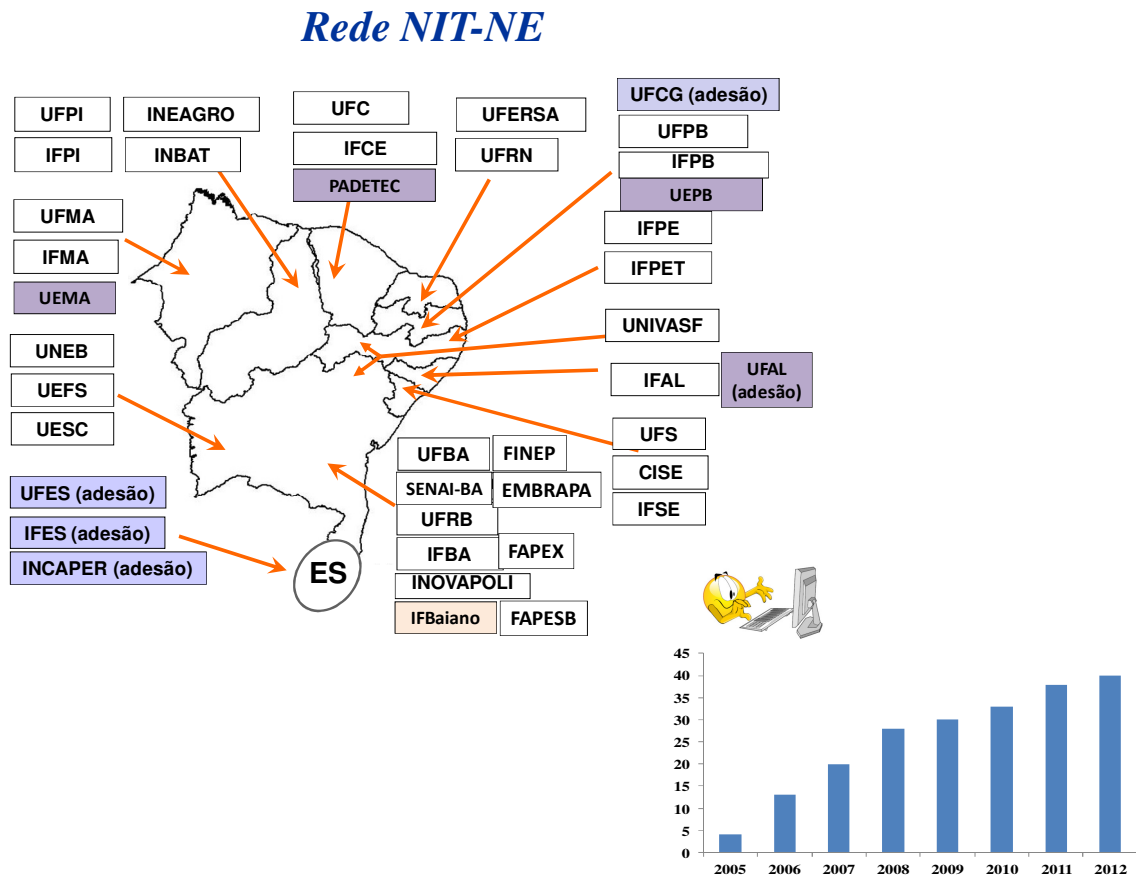 Rede NIT-NE
UFPI
INEAGRO
IFPI
INBAT
UFC
IFCE
PADETEC
UFERSA
UFRN
UFCG (adesão)
UFPB
IFPB
UEPB
IFPE
IFPET
UFMA
IFMA
UEMA
UNIVASF
UNEB
UEFS
UESC
IFAL
UFAL
(adesão)
UFS
CISE
IFSE
UFBA
FINEP
SENAI-BA
EMBRAPA
UFRB
IFBA
FAPEX
INOVAPOLI
IFBaiano
FAPESB
UFES (adesão)
IFES (adesão)
INCAPER (adesão)
ES
45
40
35
30
25
20
15
10
5
0
2005 2006 2007 2008 2009 2010 2011 2012